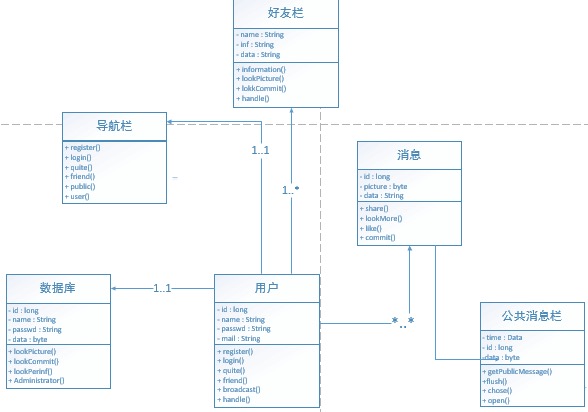 好友栏
- name : String
- inf : String
- data : String
+ information()
+ lookPicture()
+ lokkCommit()
+ handle()
导航栏
+ register()
+ login()
+ quite()
+ friend()
+ public()
+ user()
1..1
1..*
消息
- id : long
- picture : byte
- data : String
+ share()
+ lookMore()
+ like()
+ commit()
数据库
- id : long
- name : String
- passwd : String
- data : byte
+ lookPicture()
+ lookCommit()
+ lookPerinf()
+ Administrator()
1..1
用户
- id : long
- name : String
- passwd : String
- mail : String
+ register()
+ login()
+ quite()
+ friend()
+ broadcast()
+ handle()
*..*
公共消息栏
- time : Data
- id : long
-data : byte
+ getPublicMessage()
+flush()
+ chose()
+ open()